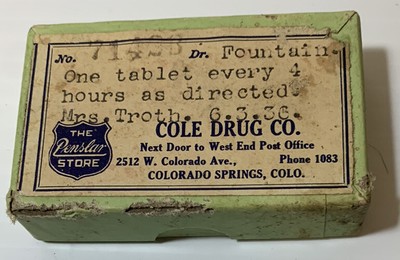 No. 71428 Dr. Fountain.
One tablet every 4
hours as directed.
Mrs. Troth. 6.3.36.
THE
Penslar
STORE
COLE DRUG CO.
Next Door to West End Post Office
2512 W. Colorado Ave., Phone 1083
COLORADO SPRINGS, COLO.